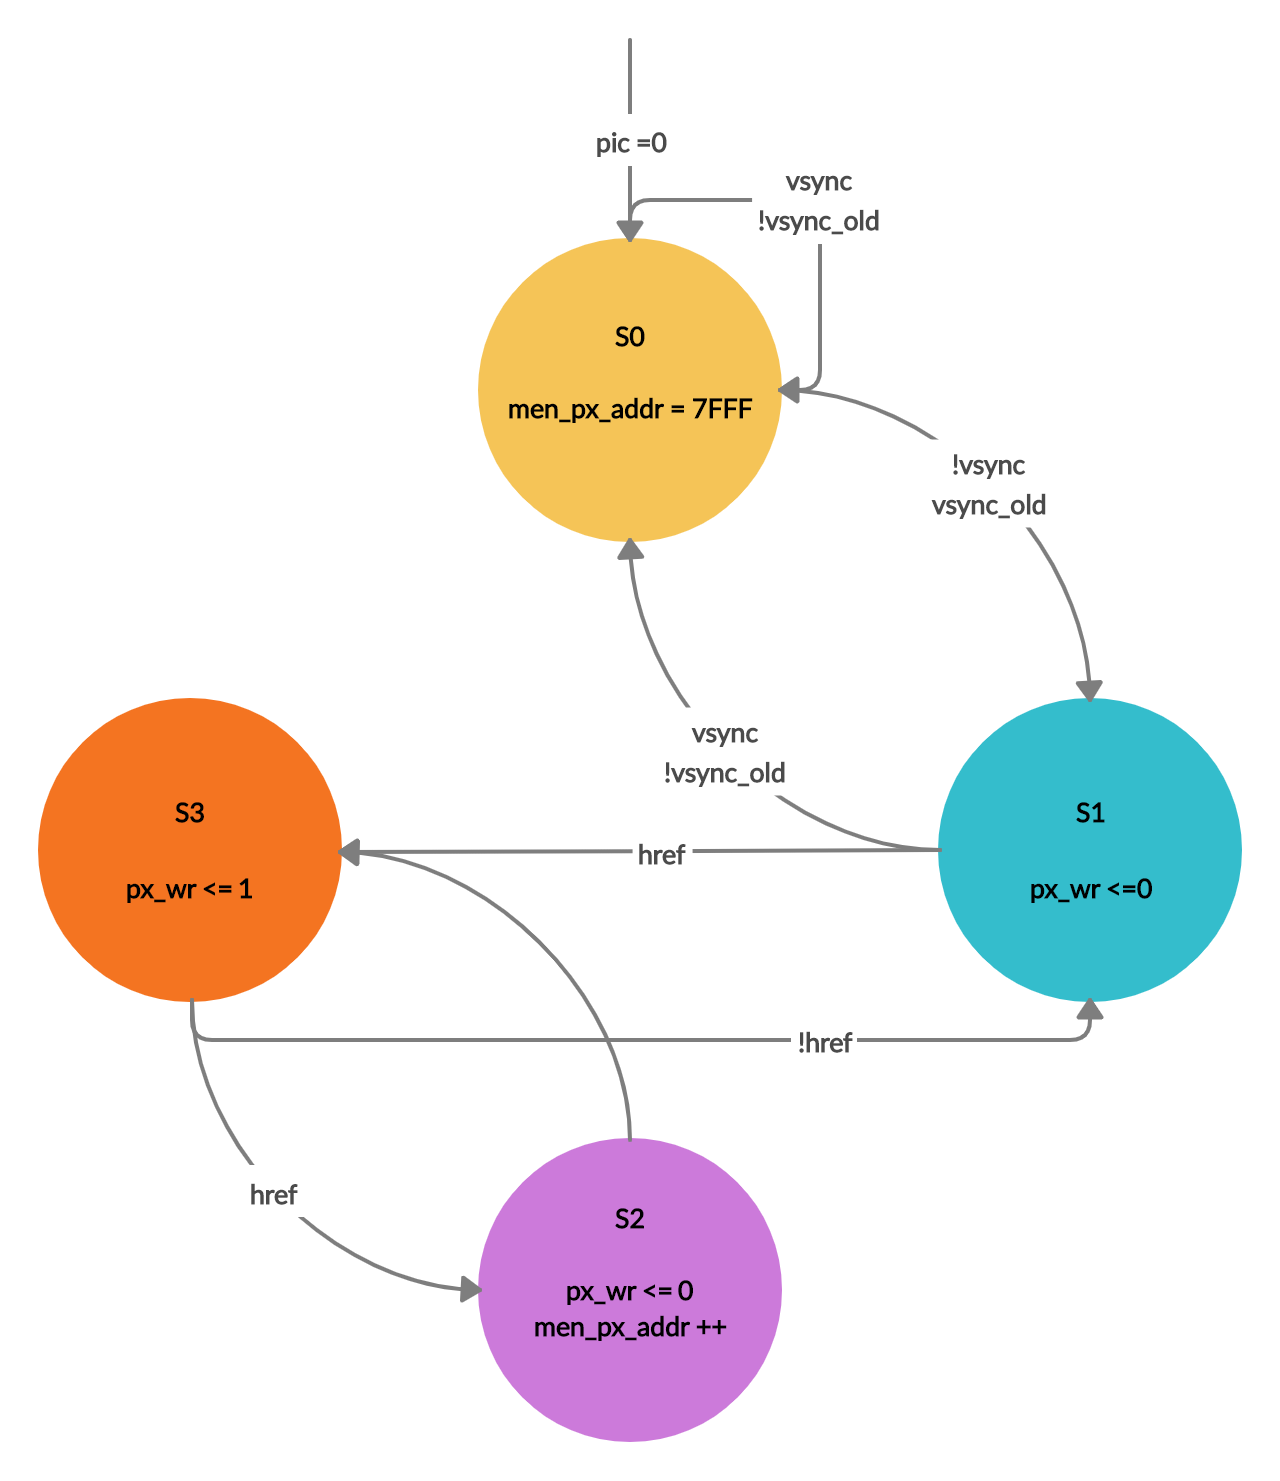 pic =0
vsync
!vsync_old
S0
men_px_addr = 7FFF
!vsync
vsync_old
vsync
!vsync_old
S3
px_wr <= 1
href
S1
px_wr <=0
!href
href
S2
px_wr <= 0
men_px_addr ++